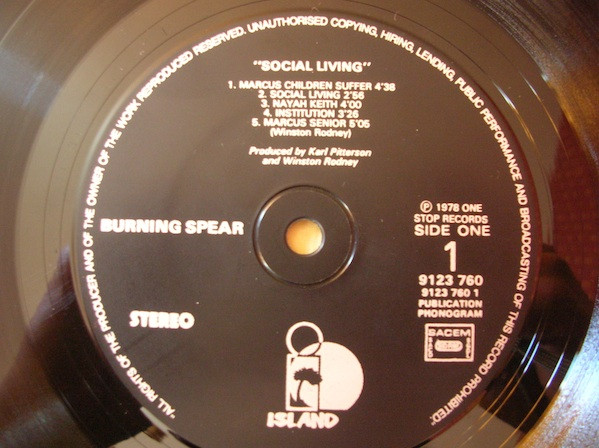 "ALL RIGHTS OF THE PRODUCER AND OF THE OWNER OF THE WORK REPRODUCED RESERVED. UNAUTHORISED COPYING, HIRING, LENDING, PUBLIC PERFORMANCE AND BROADCASTING OF THIS RECORD PROHIBITED."
"SOCIAL LIVING"
1. MARCUS CHILDREN SUFFER 4'38
2. SOCIAL LIVING 2'56
3. NAYAH KEITH 4'00
4. INSTITUTION 3'26
5. MARCUS SENIOR 5'05
(Winston Rodney)
Produced by Karl Pitterson
and Winston Rodney
BURNING SPEAR
STEREO
Ⓟ 1978 ONE
STOP RECORDS
SIDE ONE
1
9123 760
9123 760 1
PUBLICATION
PHONOGRAM
SACEM
ISLAND